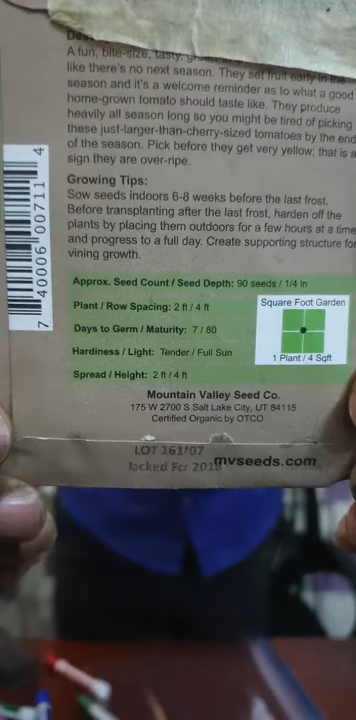 A fun, bite-size, tasty,
like there's no next season. They set fruit early in the
season and it's a welcome reminder as to what a good
home-grown tomato should taste like. They produce
heavily all season long so you might be tired of picking
these just-larger-than-cherry-sized tomatoes by the end
of the season. Pick before they get very yellow; that is a
sign they are over-ripe.
Growing Tips:
Sow seeds indoors 6-8 weeks before the last frost.
Before transplanting after the last frost, harden off the
plants by placing them outdoors for a few hours at a time
and progress to a full day. Create supporting structure for
vining growth.
Approx. Seed Count / Seed Depth: 90 seeds / 1/4 in
Plant / Row Spacing: 2 ft / 4 ft
Days to Germ / Maturity: 7 / 80
Hardiness / Light: Tender / Full Sun
Spread / Height: 2 ft / 4 ft
Square Foot Garden
1 Plant / 4 Sqft
7 40006 00711 4
Mountain Valley Seed Co.
175 W 2700 S Salt Lake City, UT 84115
Certified Organic by OTCO
LOT 161/07
Packed For 2018
mvseeds.com